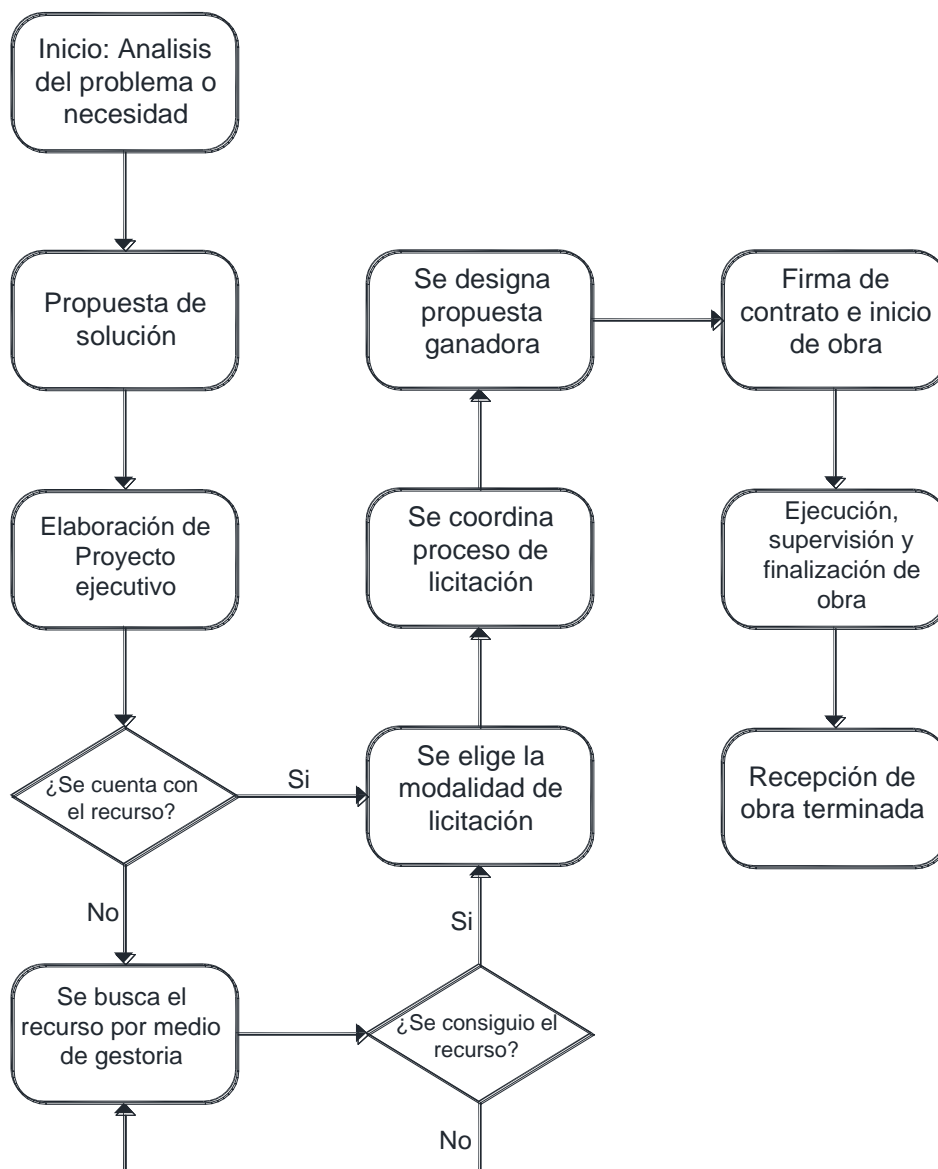 Inicio: Analisis
del problema o
necesidad
Propuesta de
solución
Elaboración de
Proyecto
ejecutivo
¿Se cuenta con
el recurso?
Si
No
Se busca el
recurso por medio
de gestoria
¿Se consiguio el
recurso?
Si
No
Se elige la
modalidad de
licitación
Se coordina
proceso de
licitación
Se designa
propuesta
ganadora
Firma de
contrato e inicio
de obra
Ejecución,
supervisión y
finalización de
obra
Recepción de
obra terminada